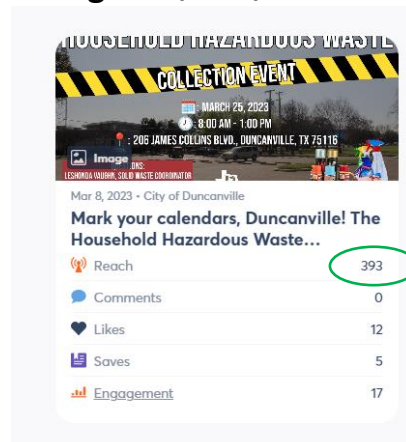 HOUSEHOLD HAZARDOUS WASTE
COLLECTION EVENT
: MARCH 25, 2023
: 8:00 AM - 1:00 PM
: 206 JAMES COLLINS BLVD., DUNCANVILLE, TX 75116
Image
ONS:
LESHONDA VAUGHN, SOLID WASTE COORDINATOR
Mar 8, 2023 • City of Duncanville
Mark your calendars, Duncanville! The
Household Hazardous Waste...
Reach 393
Comments 0
Likes 12
Saves 5
Engagement 17